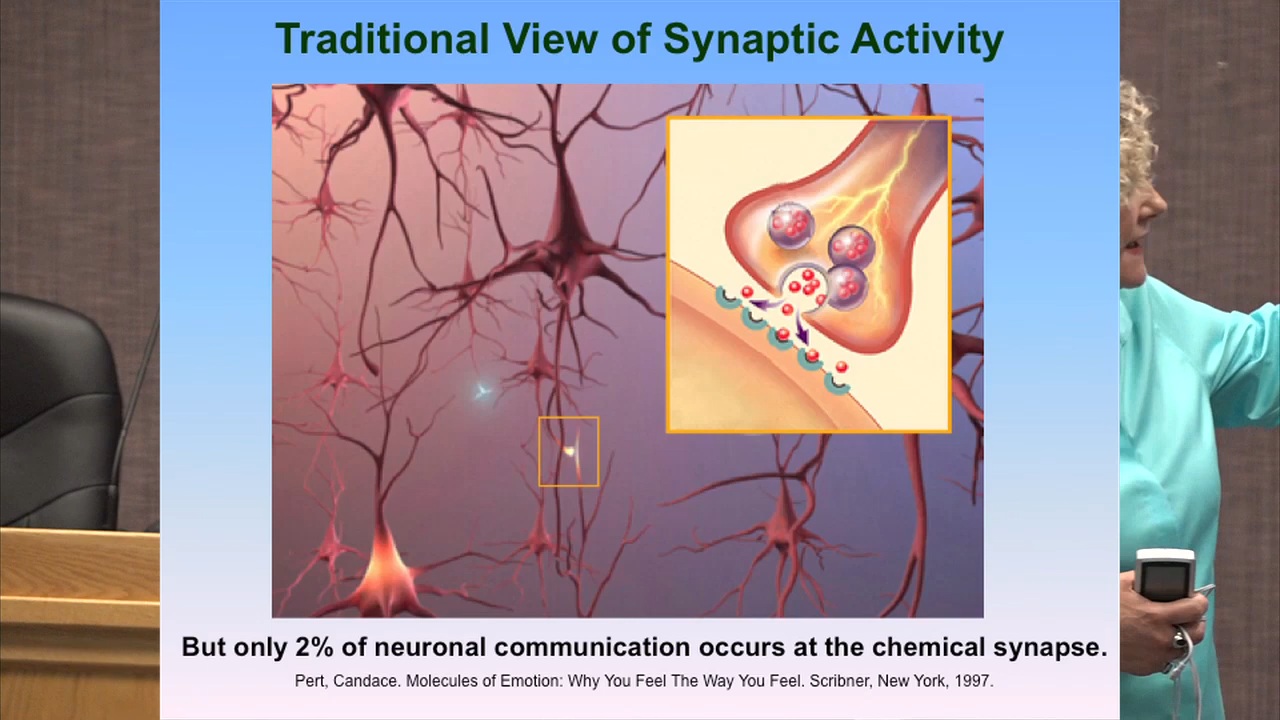 Traditional View of Synaptic Activity
But only 2% of neuronal communication occurs at the chemical synapse.
Pert, Candace. Molecules of Emotion: Why You Feel The Way You Feel. Scribner, New York, 1997.